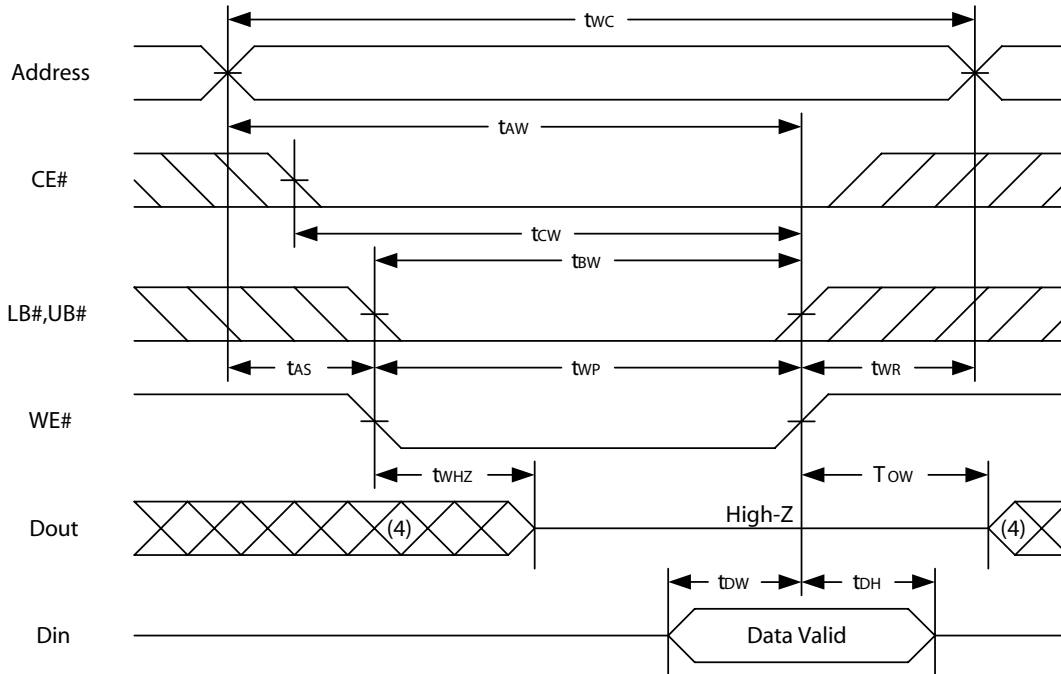 tWC
Address
tAW
CE#
tCW
tBW
LB#,UB#
tAS tWP tWR
WE#
tWHZ TOW
Dout (4) High-Z (4)
tDW tDH
Din Data Valid